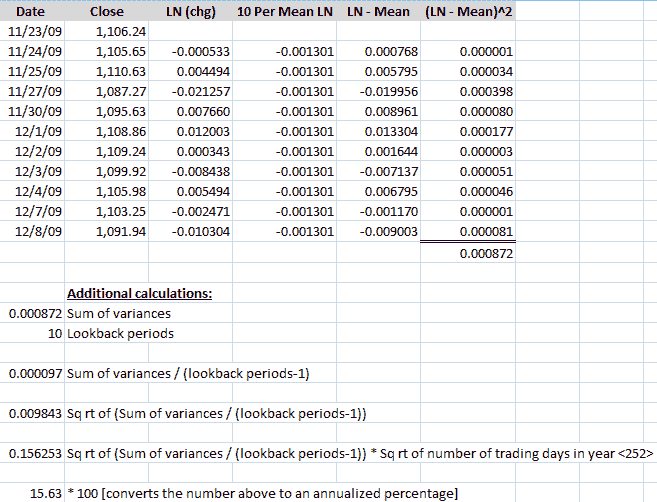 Date Close LN (chg) 10 Per Mean LN LN - Mean (LN - Mean)^2
11/23/09 1,106.24
11/24/09 1,105.65 -0.000533 -0.001301 0.000768 0.000001
11/25/09 1,110.63 0.004494 -0.001301 0.005795 0.000034
11/27/09 1,087.27 -0.021257 -0.001301 -0.019956 0.000398
11/30/09 1,095.63 0.007660 -0.001301 0.008961 0.000080
12/1/09 1,108.86 0.012003 -0.001301 0.013304 0.000177
12/2/09 1,109.24 0.000343 -0.001301 0.001644 0.000003
12/3/09 1,099.92 -0.008438 -0.001301 -0.007137 0.000051
12/4/09 1,105.98 0.005494 -0.001301 0.006795 0.000046
12/7/09 1,103.25 -0.002471 -0.001301 -0.001170 0.000001
12/8/09 1,091.94 -0.010304 -0.001301 -0.009003 0.000081
0.000872
Additional calculations:
0.000872 Sum of variances
10 Lookback periods
0.000097 Sum of variances / (lookback periods-1)
0.009843 Sq rt of (Sum of variances / (lookback periods-1))
0.156253 Sq rt of (Sum of variances / (lookback periods-1)) * Sq rt of number of trading days in year <252>
15.63 * 100 [converts the number above to an annualized percentage]